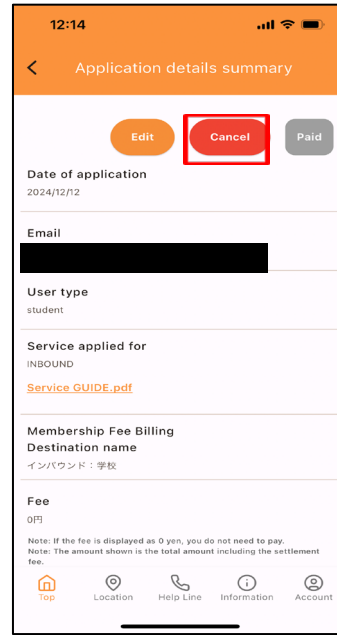 12:14
Application details summary
Edit Cancel Paid
Date of application
2024/12/12
Email
User type
student
Service applied for
INBOUND
Service GUIDE.pdf
Membership Fee Billing
Destination name
インバウンド：学校
Fee
0円
Note: If the fee is displayed as 0 yen, you do not need to pay.
Note: The amount shown is the total amount including the settlement
fee.
Top Location Help Line Information Account